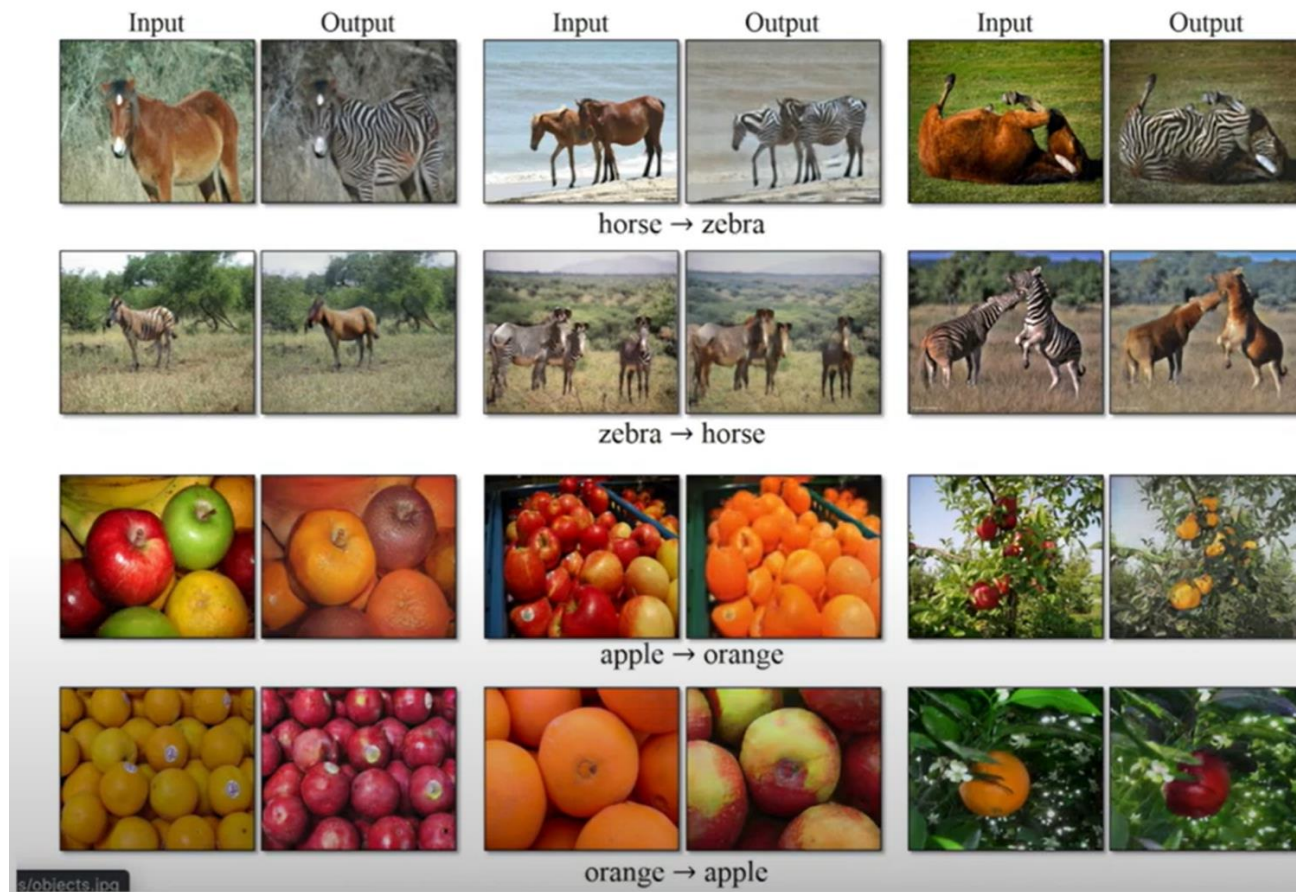 Input Output Input Output Input Output
horse → zebra
zebra → horse
apple → orange
orange → apple
s/objects.jpg